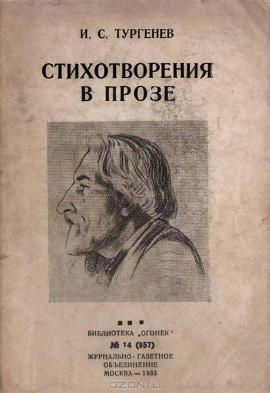 И. С. ТУРГЕНЕВ
СТИХОТВОРЕНИЯ
В ПРОЗЕ
БИБЛИОТЕКА „ОГОНЕК"
№ 14 (857)
ЖУРНАЛЬНО-ГАЗЕТНОЕ
ОБЪЕДИНЕНИЕ
МОСКВА — 1935
OZON.ru